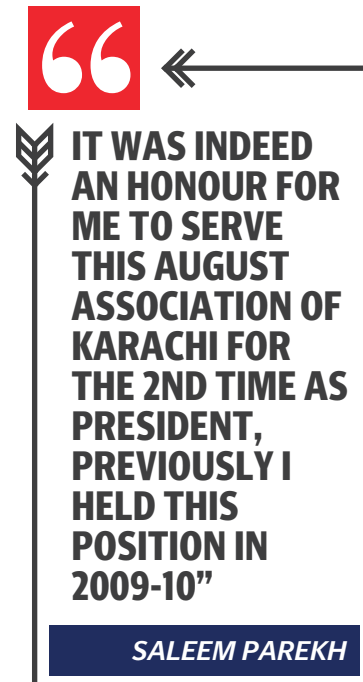 “
IT WAS INDEED
AN HONOUR FOR
ME TO SERVE
THIS AUGUST
ASSOCIATION OF
KARACHI FOR
THE 2ND TIME AS
PRESIDENT,
PREVIOUSLY I
HELD THIS
POSITION IN
2009-10”
SALEEM PAREKH